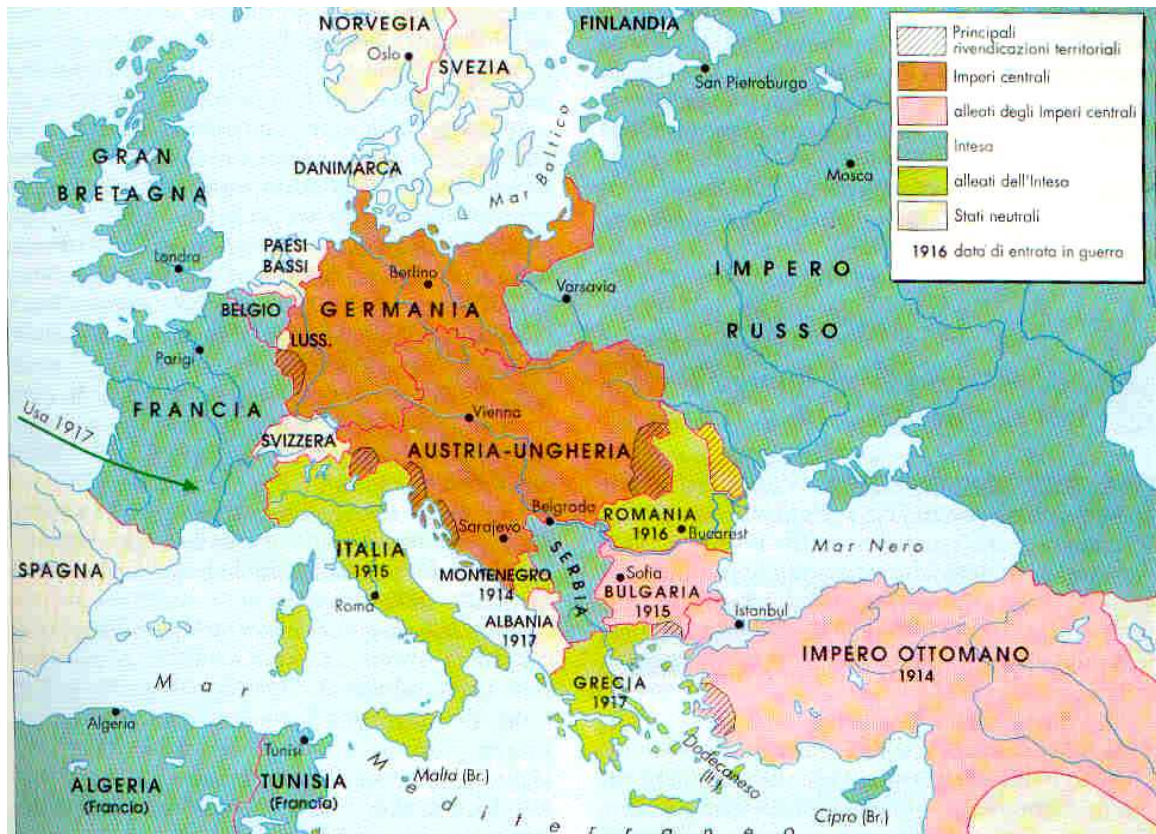 NORVEGIA
Oslo
SVEZIA
FINLANDIA
San Pietroburgo
Principali
rivendicazioni territoriali
Imperi centrali
alleati degli Imperi centrali
Intesa
alleati dell'Intesa
Stati neutrali
1916 data di entrata in guerra
GRAN
BRETAGNA
Londra
DANIMARCA
Mar Baltico
Mosca
PAESI
BASSI
Berlino
GERMANIA
BELGIO
LUSS.
Varsavia
IMPERO
RUSSO
Parigi
FRANCIA
Usa 1917
SVIZZERA
Vienna
AUSTRIA-UNGHERIA
Belgrado
Sarajevo
ROMANIA
1916
Bucarest
Mar Nero
SPAGNA
ITALIA
1915
Roma
MONTENEGRO
1914
SERBIA
Sofia
BULGARIA
1915
Istanbul
ALBANIA
1917
GRECIA
1917
IMPERO OTTOMANO
1914
Mar
Mediterraneo
Algeria
ALGERIA
(Francia)
Tunisi
TUNISIA
(Francia)
Malta (Br.)
Dodecaneso
(It.)
Cipro (Br.)